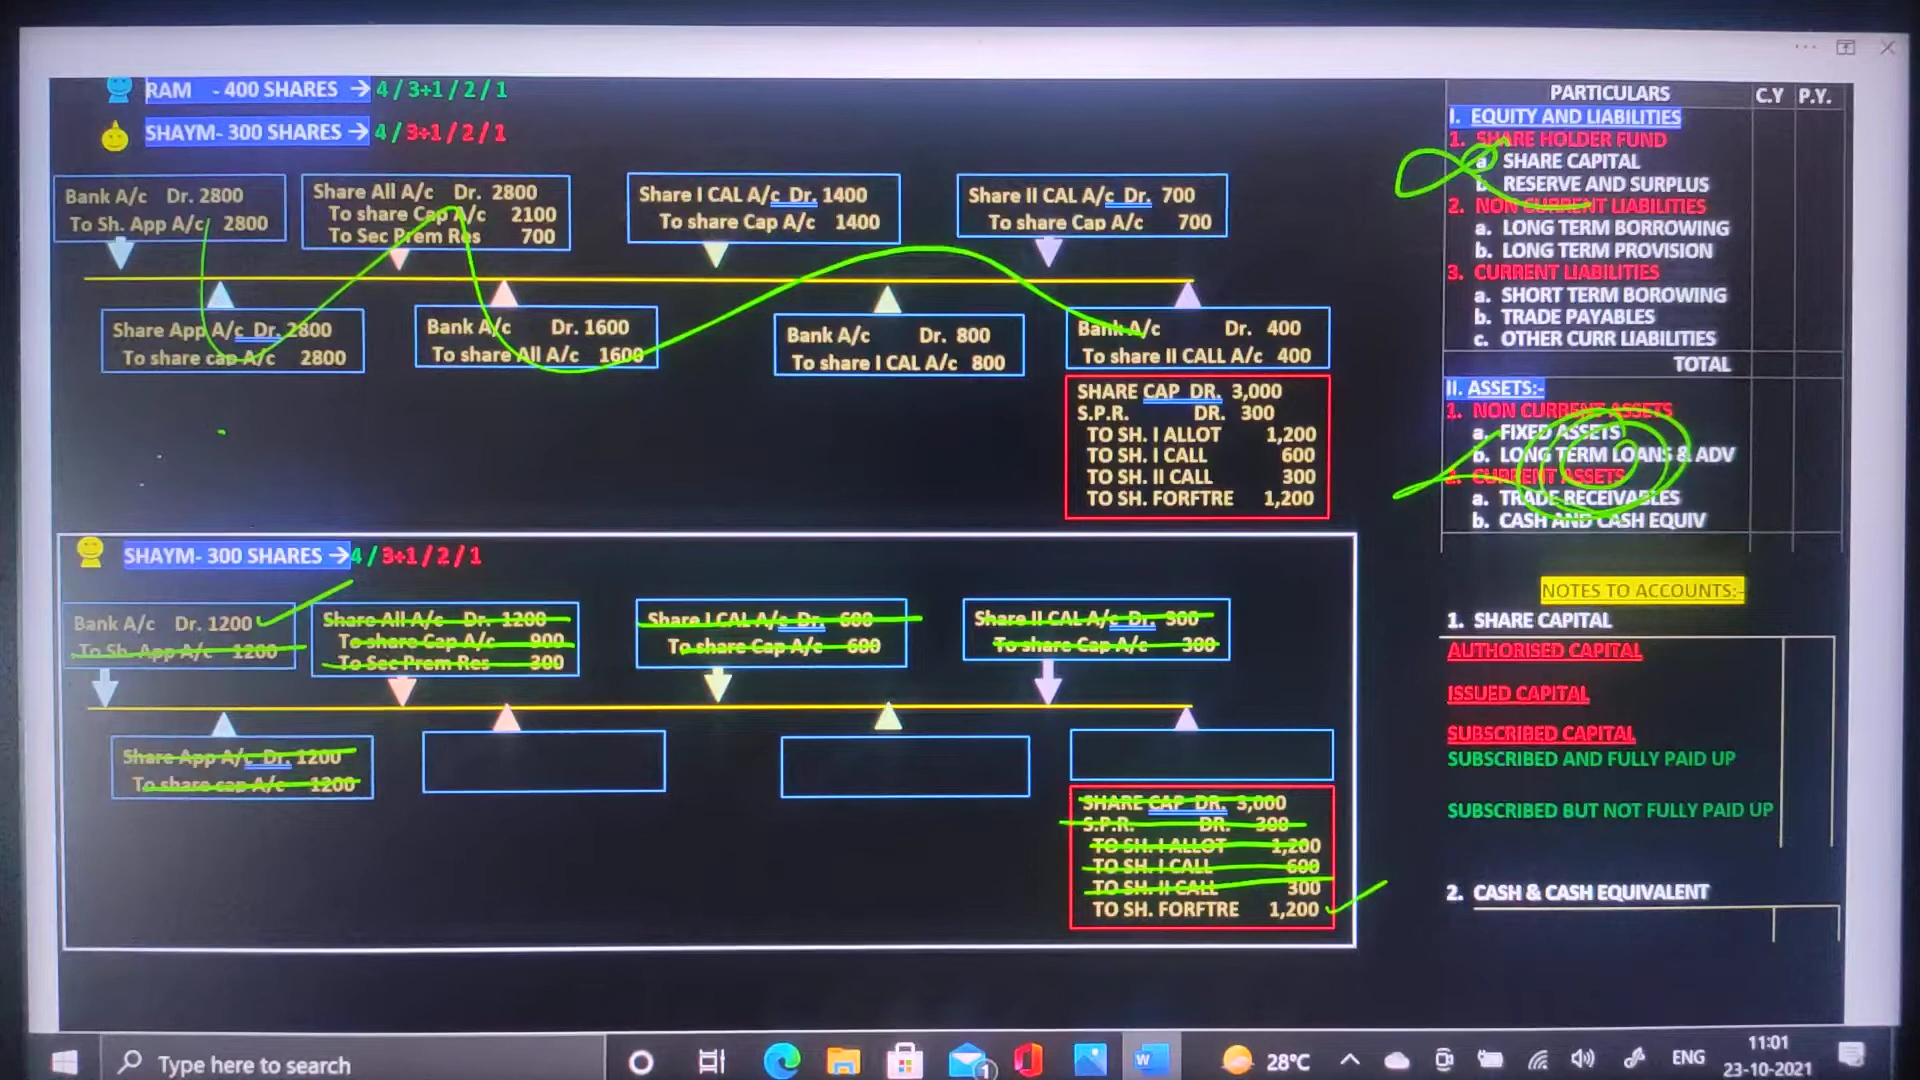 RAM - 400 SHARES → 4 / 3+1 / 2 / 1
SHAYM- 300 SHARES → 4 / 3+1 / 2 / 1
Bank A/c Dr. 2800
To Sh. App A/c 2800
Share All A/c Dr. 2800
To share Cap A/c 2100
To Sec Prem Res 700
Share I CAL A/c Dr. 1400
To share Cap A/c 1400
Share II CAL A/c Dr. 700
To share Cap A/c 700
Share App A/c Dr. 2800
To share cap A/c 2800
Bank A/c Dr. 1600
To share All A/c 1600
Bank A/c Dr. 800
To share I CAL A/c 800
Bank A/c Dr. 400
To share II CALL A/c 400
SHARE CAP DR. 3,000
S.P.R. DR. 300
TO SH. I ALLOT 1,200
TO SH. I CALL 600
TO SH. II CALL 300
TO SH. FORFTRE 1,200
SHAYM- 300 SHARES → 4 / 3+1 / 2 / 1
Bank A/c Dr. 1200
To Sh. App A/c 1200
Share All A/c Dr. 1200
To share Cap A/c 900
To Sec Prem Res 300
Share I CAL A/c Dr. 600
To share Cap A/c 600
Share II CAL A/c Dr. 300
To share Cap A/c 300
Share App A/c Dr. 1200
To share cap A/c 1200
SHARE CAP DR. 3,000
S.P.R. DR. 300
TO SH. I ALLOT 1,200
TO SH. I CALL 600
TO SH. II CALL 300
TO SH. FORFTRE 1,200
PARTICULARS C.Y P.Y.
I. EQUITY AND LIABILITIES
1. SHARE HOLDER FUND
a. SHARE CAPITAL
b. RESERVE AND SURPLUS
2. NON CURRENT LIABILITIES
a. LONG TERM BORROWING
b. LONG TERM PROVISION
3. CURRENT LIABILITIES
a. SHORT TERM BOROWING
b. TRADE PAYABLES
c. OTHER CURR LIABILITIES
TOTAL
II. ASSETS:-
1. NON CURRENT ASSETS
a. FIXED ASSETS
b. LONG TERM LOANS & ADV
2. CURRENT ASSETS
a. TRADE RECEIVABLES
b. CASH AND CASH EQUIV
NOTES TO ACCOUNTS:-
1. SHARE CAPITAL
AUTHORISED CAPITAL
ISSUED CAPITAL
SUBSCRIBED CAPITAL
SUBSCRIBED AND FULLY PAID UP
SUBSCRIBED BUT NOT FULLY PAID UP
2. CASH & CASH EQUIVALENT
Type here to search
1
W
28°C
ENG
11:01
23-10-2021